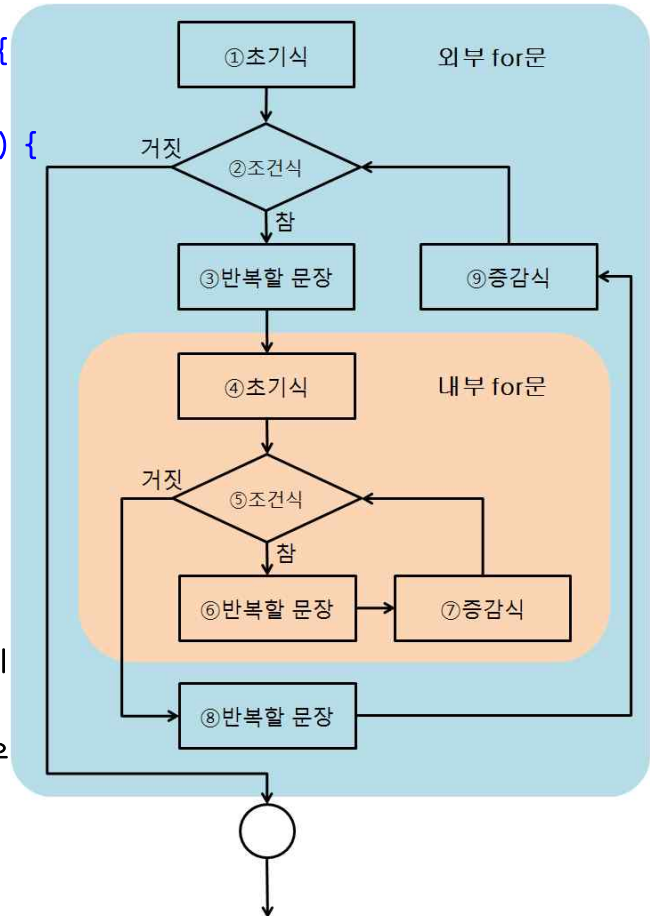 {
①초기식
외부 for문
) {
거짓
②조건식
참
③반복할 문장
⑨증감식
④초기식
내부 for문
거짓
⑤조건식
참
⑥반복할 문장
⑦증감식
⑧반복할 문장